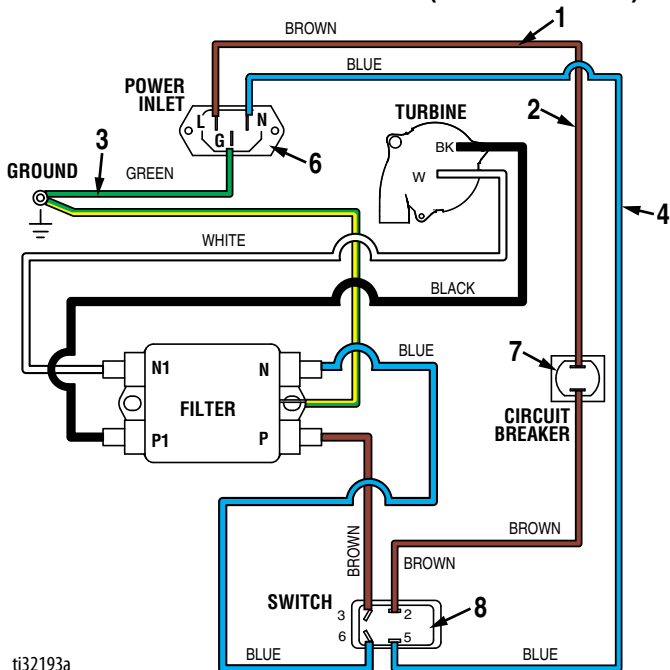 1
BROWN
BLUE
POWER
INLET
L
N
G
6
TURBINE
BK
W
2
3
GROUND
GREEN
4
WHITE
BLACK
N1
N
BLUE
FILTER
P1
P
7
CIRCUIT
BREAKER
BROWN
BROWN
BROWN
SWITCH
3
2
8
6
5
BLUE
BLUE
ti32193a